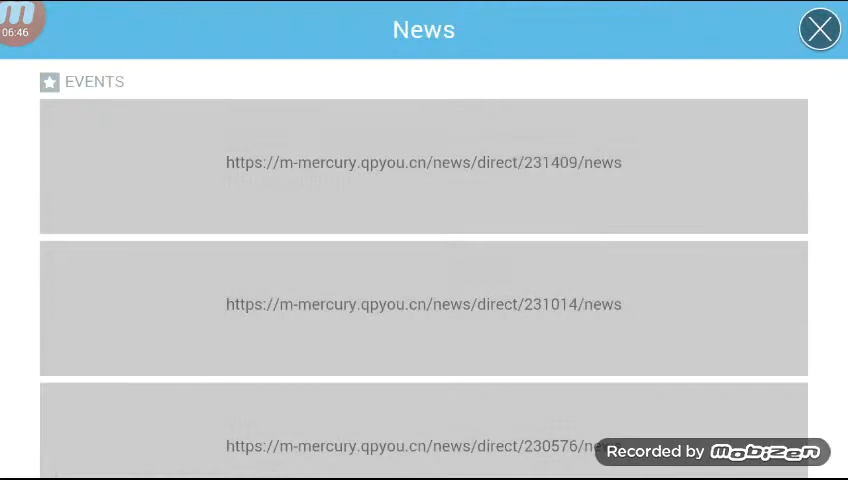 06:46
News
EVENTS
https://m-mercury.qpyou.cn/news/direct/231409/news
https://m-mercury.qpyou.cn/news/direct/231014/news
https://m-mercury.qpyou.cn/news/direct/230576/news
Recorded by mobizen